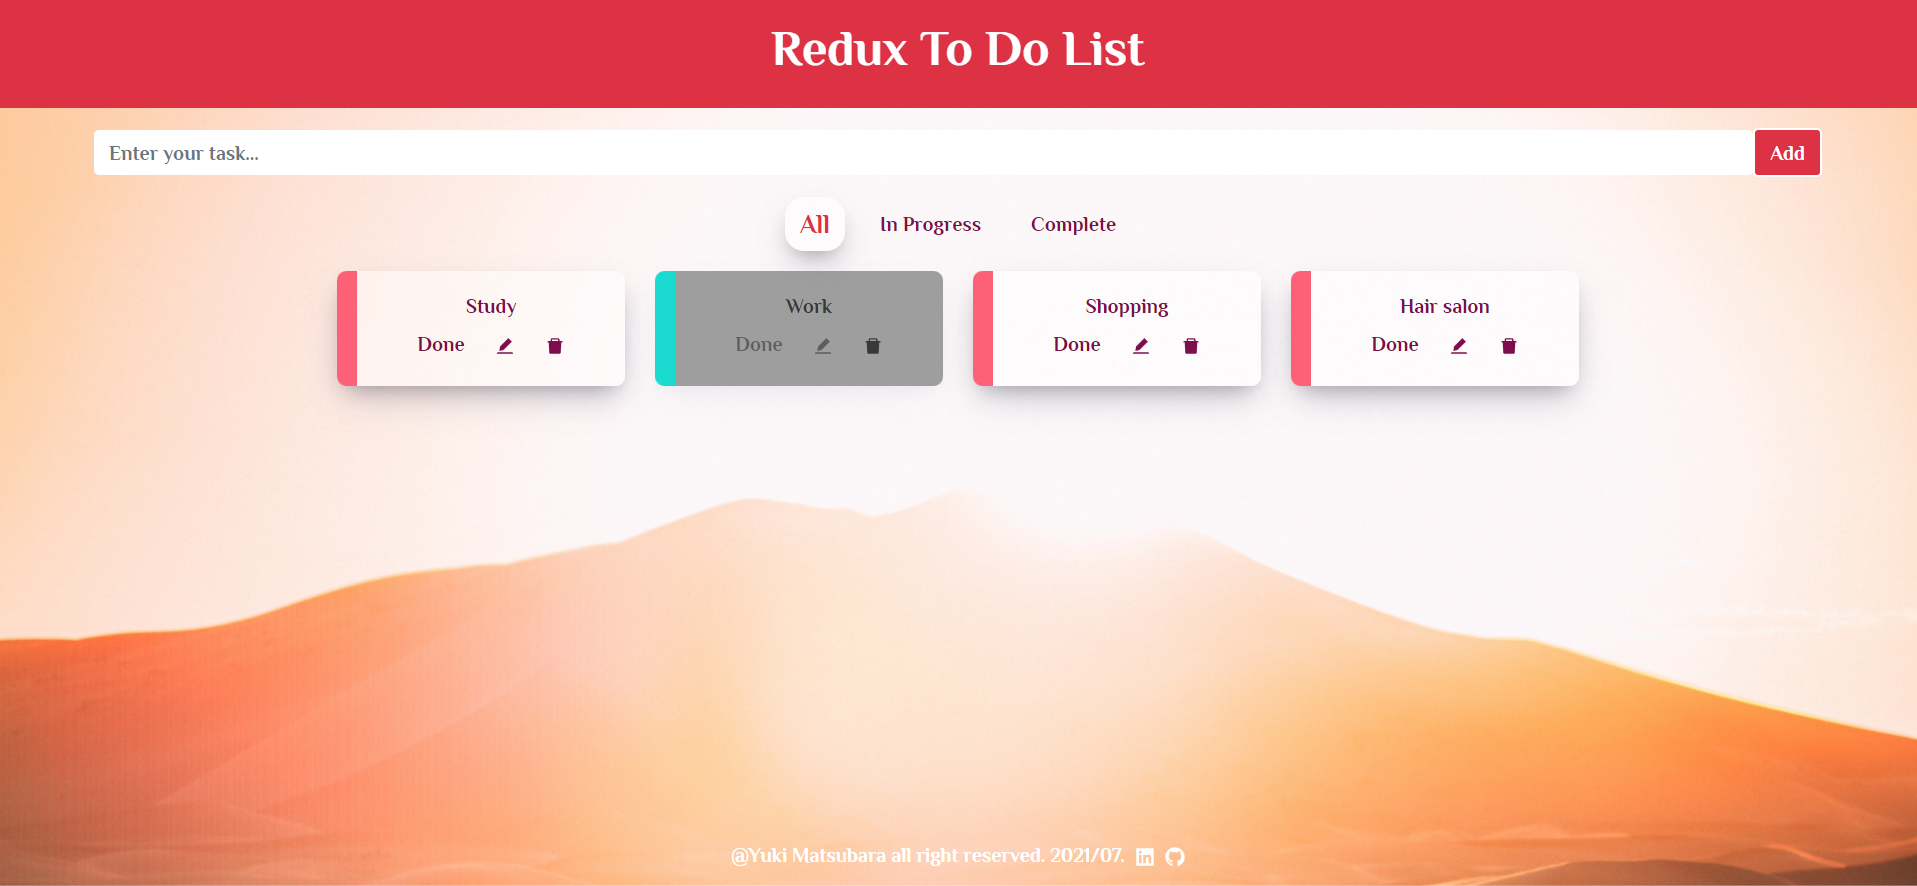 Redux To Do List
Enter your task...
Add
All
In Progress
Complete
Study
Done
Work
Done
Shopping
Done
Hair salon
Done
@Yuki Matsubara all right reserved. 2021/07.
in